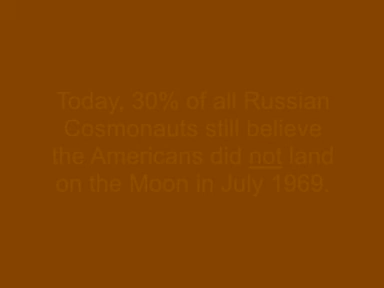 Today, 30% of all Russian
Cosmonauts still believe
the Americans did not land
on the Moon in July 1969.